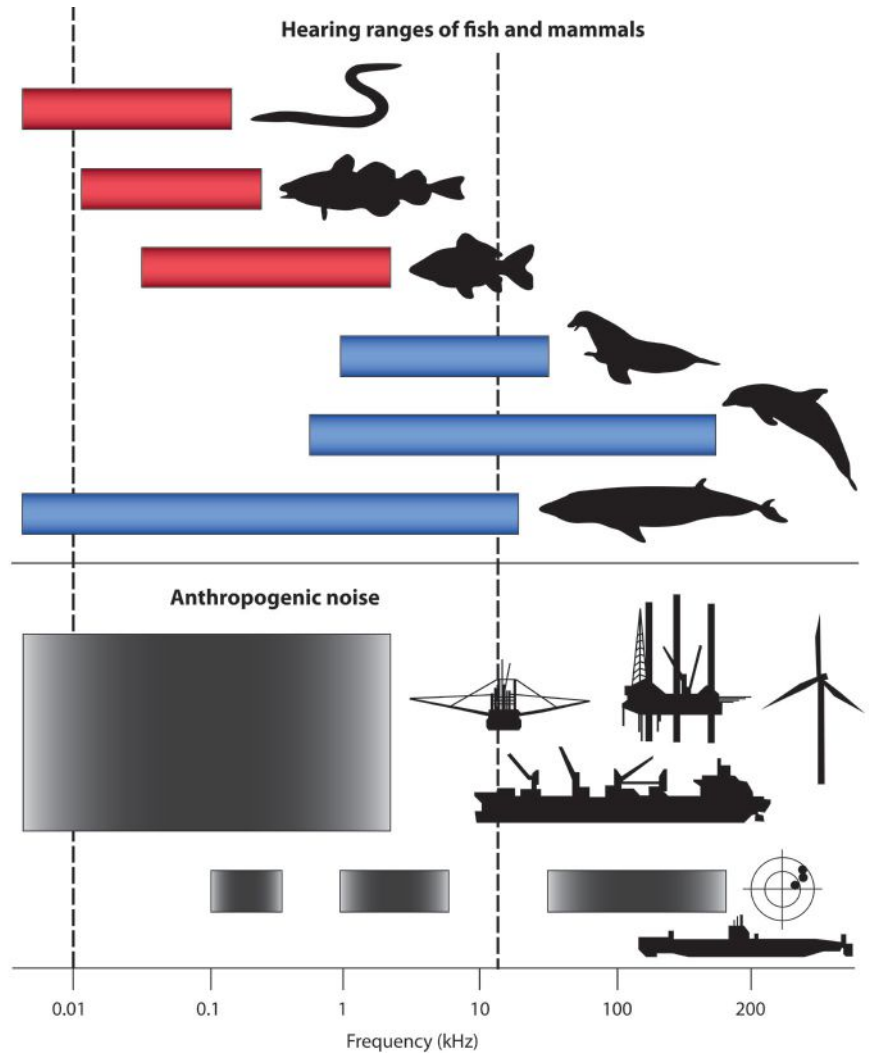 Hearing ranges of fish and mammals
Anthropogenic noise
0.01 0.1 1 10 100 200
Frequency (kHz)